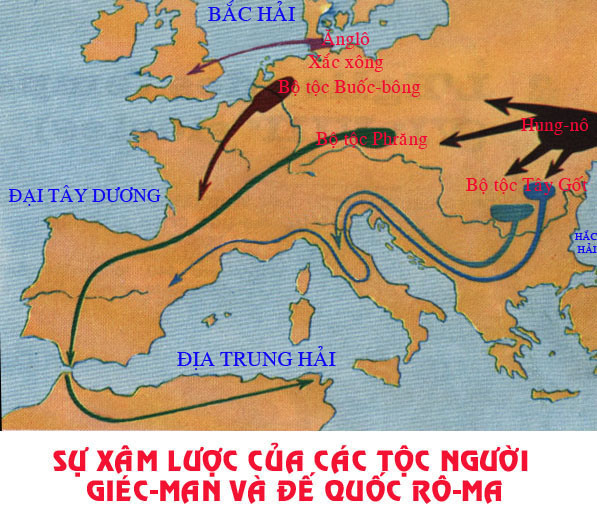 BẮC HẢI
Ănglô
Xắc xông
Bộ tộc Buốc-bông
Bộ tộc Phrăng
Hung-nô
Bộ tộc Tây Gốt
ĐẠI TÂY DƯƠNG
HẮC
HẢI
ĐỊA TRUNG HẢI
SỰ XÂM LƯỢC CỦA CÁC TỘC NGƯỜI
GIÉC-MAN VÀ ĐẾ QUỐC RÔ-MA